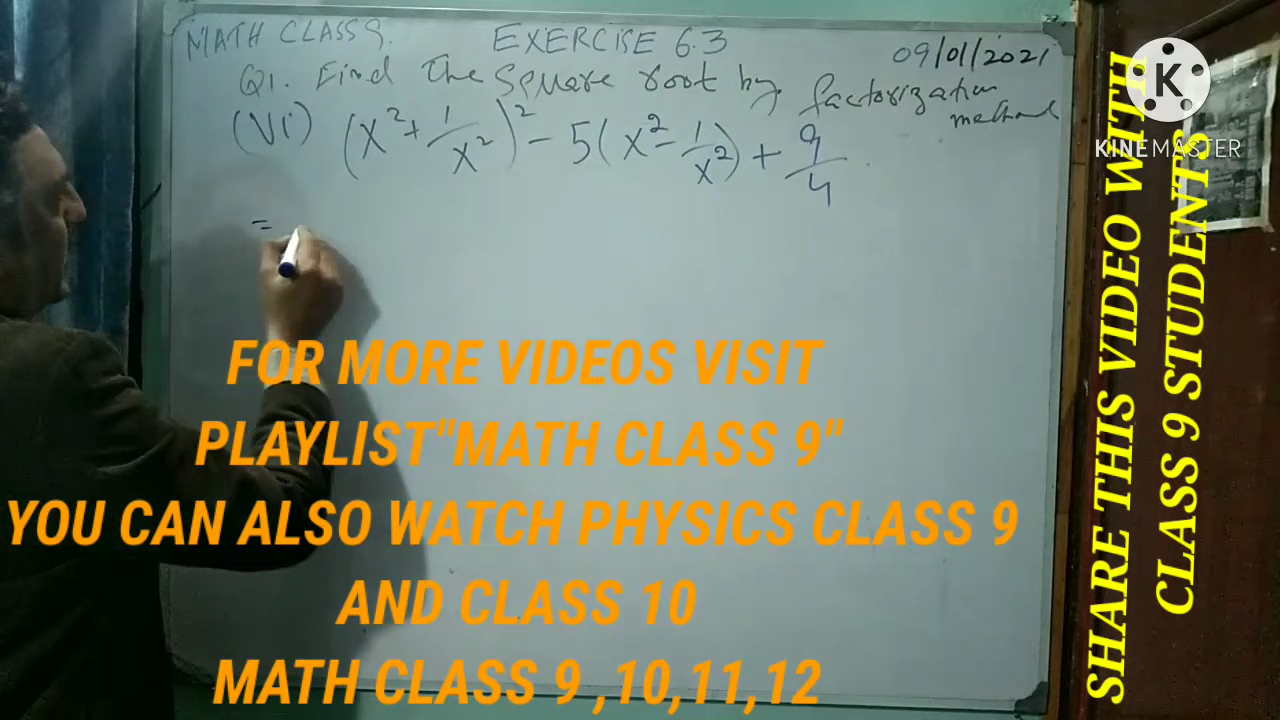 MATH CLASS 9.
EXERCISE 6.3
09/01/2021
Q1. Find the square root by factorization method
(VI) (x² + 1/x²)² - 5(x² - 1/x²) + 9/4
=
K
KINEMASTER
FOR MORE VIDEOS VISIT
PLAYLIST"MATH CLASS 9"
YOU CAN ALSO WATCH PHYSICS CLASS 9
AND CLASS 10
MATH CLASS 9 ,10,11,12
SHARE THIS VIDEO WITH
CLASS 9 STUDENTS